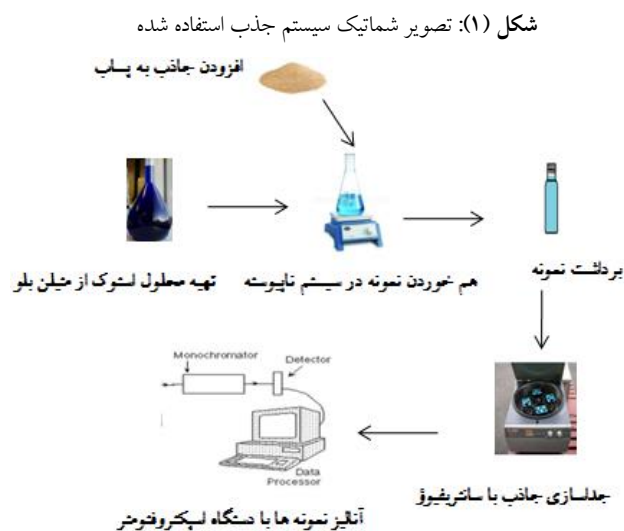 شکل (۱): تصویر شماتیک سیستم جذب استفاده شده
افزودن جاذب به پساب
تهیه محلول استوک از متیلن بلو
هم خوردن نمونه در سیستم ناپیوسته
برداشت نمونه
جداسازی جاذب با سانتریفیوژ
Monochromator
Detector
Data
Processor
آنالیز نمونه ها با دستگاه اسپکتروفتومتر